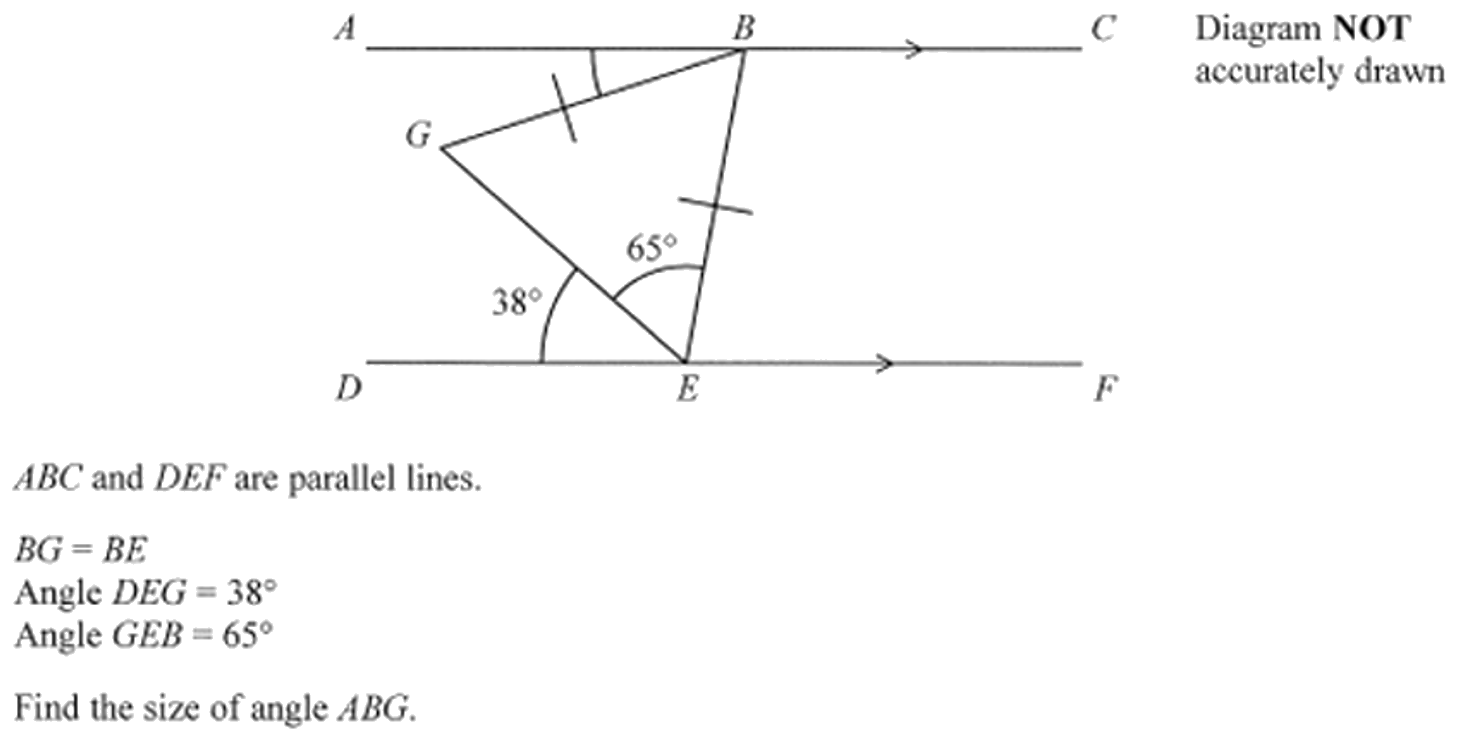 A B C Diagram NOT
accurately drawn
G
65°
38°
D E F
ABC and DEF are parallel lines.
BG = BE
Angle DEG = 38°
Angle GEB = 65°
Find the size of angle ABG.